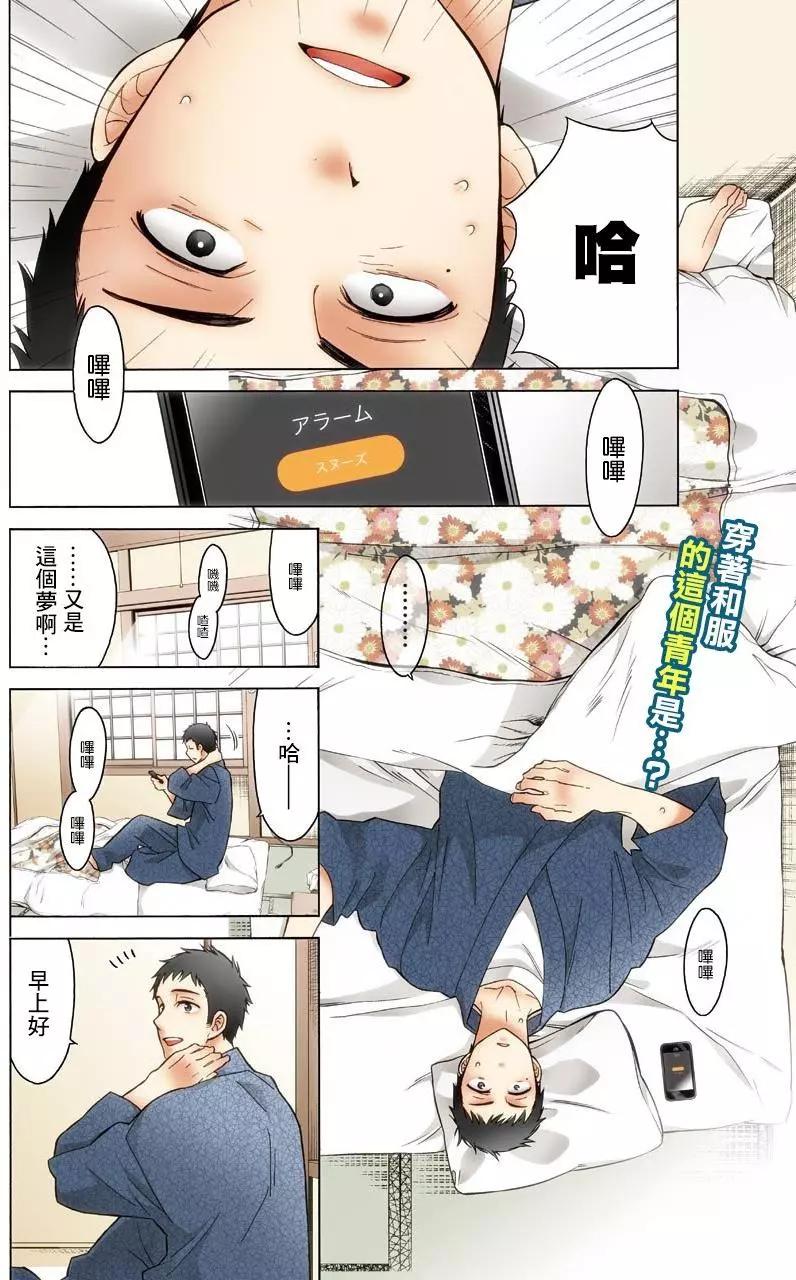 哈
嗶嗶
アラーム
スヌーズ
嗶嗶
穿著和服
的這個青年是…？
………
嗶嗶
嗶嗶
嘰嘰
喳喳
……又是
這個夢啊…
…哈——
嗶嗶
嗶嗶
早上好